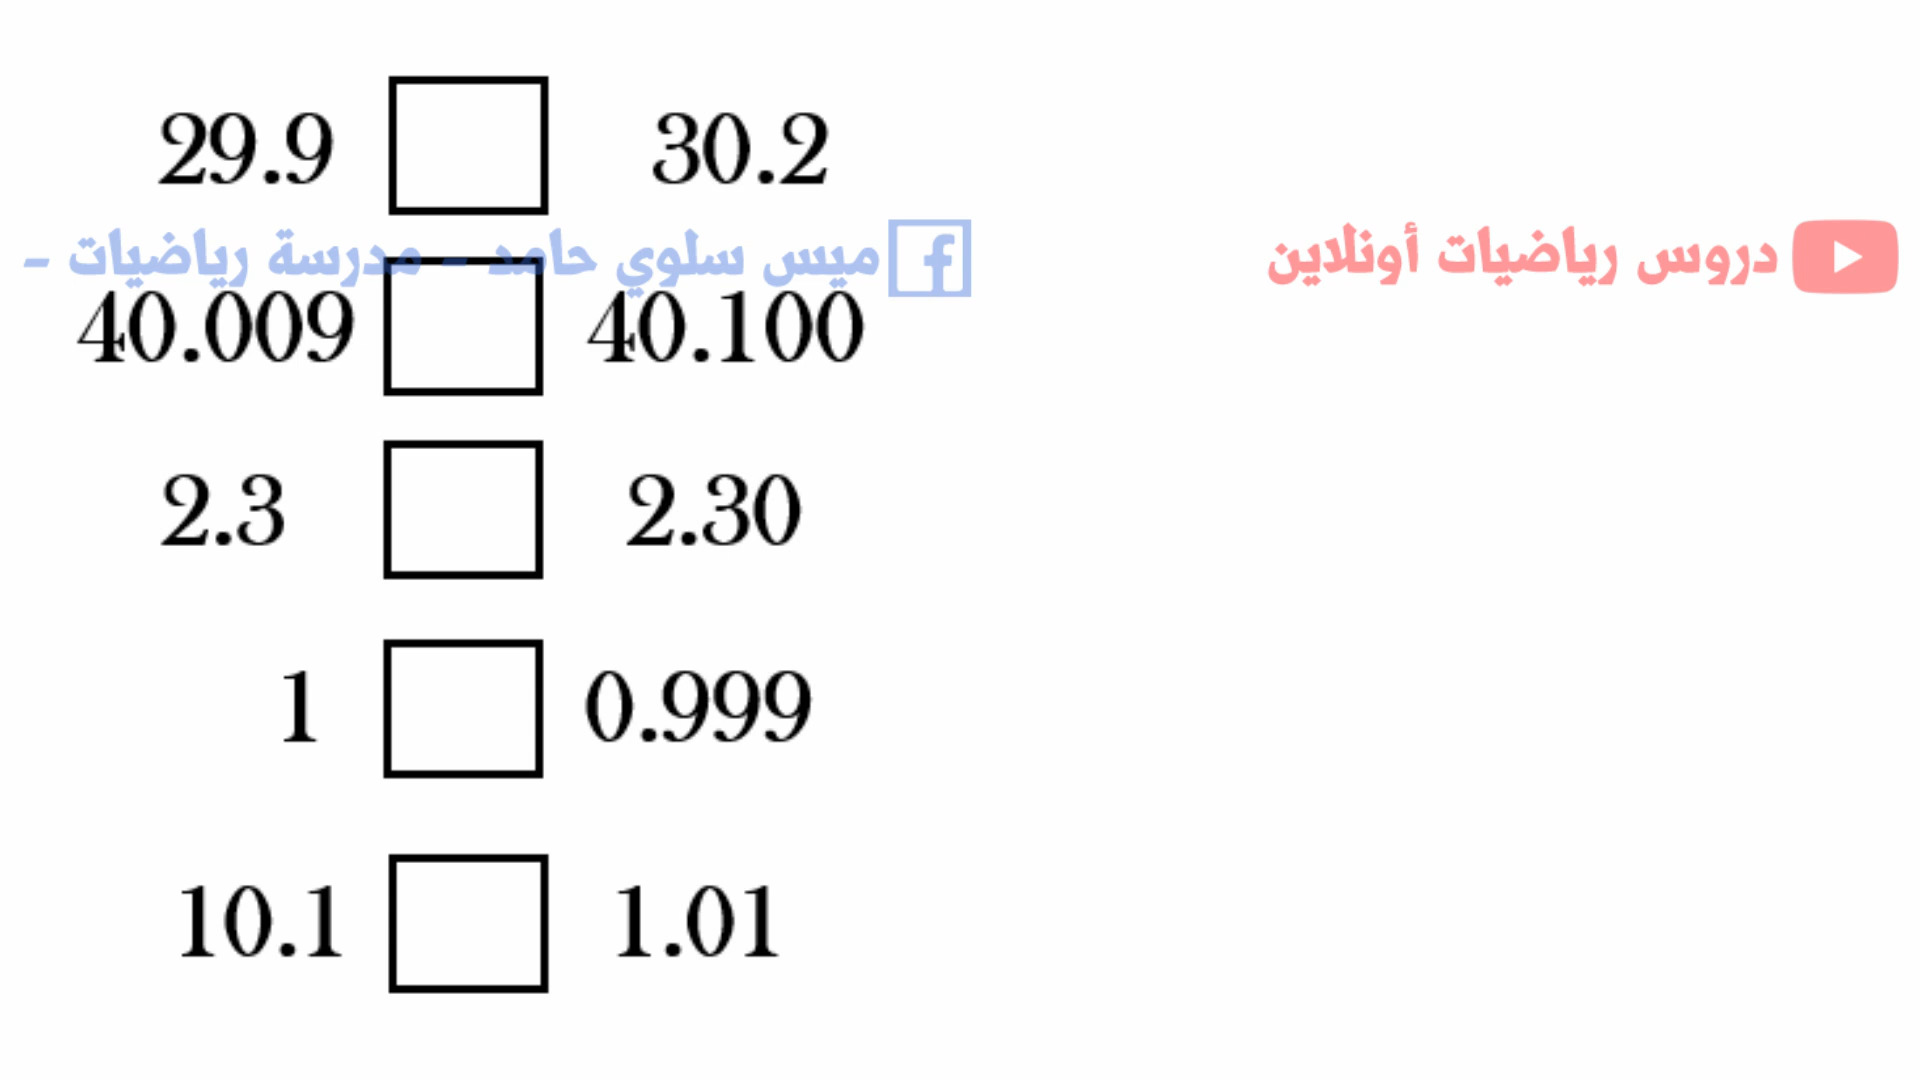 29.9 30.2
ميس سلوي حامد - مدرسة رياضيات -
دروس رياضيات أونلاين
40.009 40.100
2.3 2.30
1 0.999
10.1 1.01